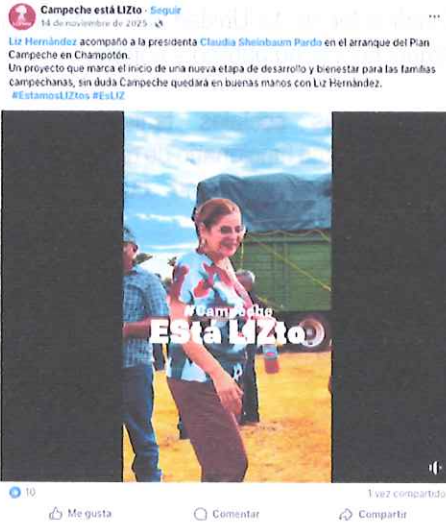 Campeche está LIZto · Seguir
14 de noviembre de 2025 ·
Liz Hernández acompañó a la presidenta Claudia Sheinbaum Pardo en el arranque del Plan
Campeche en Champotón.
Un proyecto que marca el inicio de una nueva etapa de desarrollo y bienestar para las familias
campechanas, sin duda Campeche quedará en buenas manos con Liz Hernández.
#EstamosLIZtos #EsLIZ
#Campeche
EStá LIZto
10
1 vez compartido
Me gusta
Comentar
Compartir